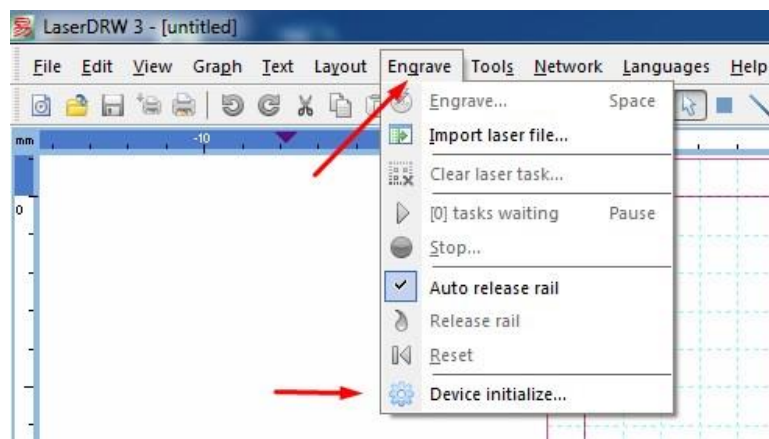 易 LaserDRW 3 - [untitled]
File Edit View Graph Text Layout Engrave Tools Network Languages Help
mm -10
Engrave... Space
Import laser file...
Clear laser task...
0 [0] tasks waiting Pause
Stop...
Auto release rail
Release rail
Reset
Device initialize...